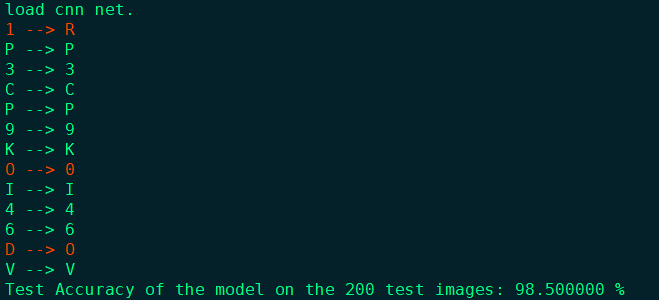 load cnn net.
1 --> R
P --> P
3 --> 3
C --> C
P --> P
9 --> 9
K --> K
O --> 0
I --> I
4 --> 4
6 --> 6
D --> O
V --> V
Test Accuracy of the model on the 200 test images: 98.500000 %